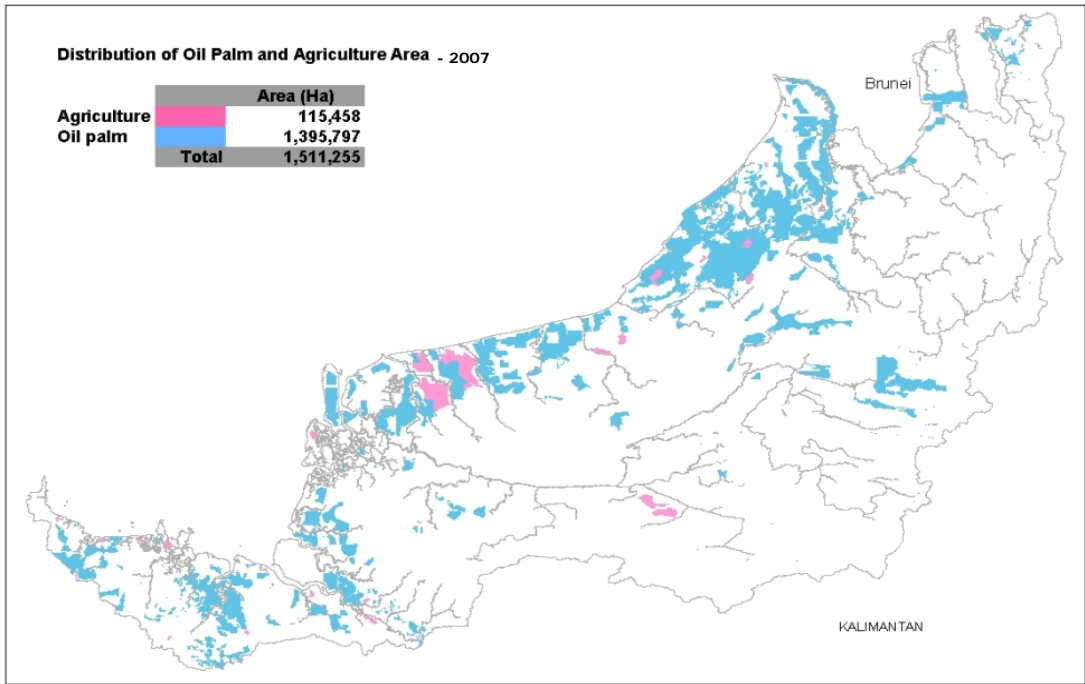 Distribution of Oil Palm and Agriculture Area - 2007
Area (Ha)
Agriculture 115,458
Oil palm 1,395,797
Total 1,511,255
Brunei
KALIMANTAN